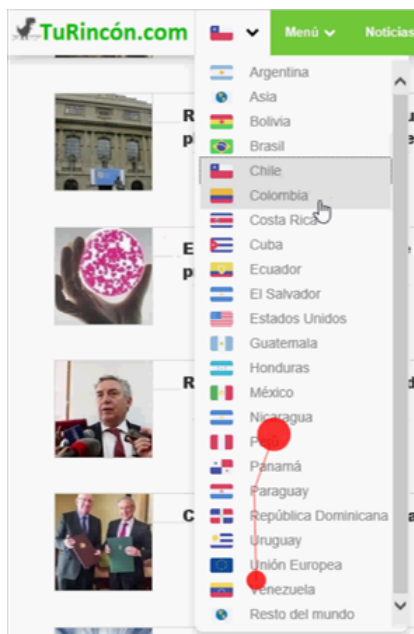 TuRincón.com
Menú
Noticias
Argentina
Asia
Bolivia
Brasil
Chile
Colombia
Costa Rica
Cuba
Ecuador
El Salvador
Estados Unidos
Guatemala
Honduras
México
Nicaragua
Panamá
Paraguay
República Dominicana
Uruguay
Unión Europea
Venezuela
Resto del mundo